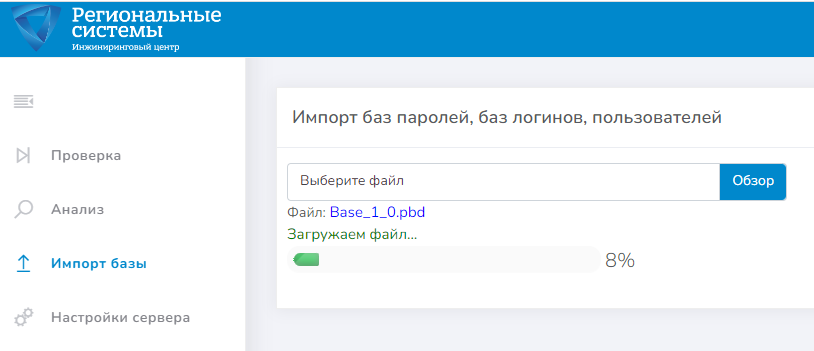 Региональные
системы
Инжиниринговый центр
Импорт баз паролей, баз логинов, пользователей
Проверка
Выберите файл
Обзор
Анализ
Файл: Base_1_0.pbd
Загружаем файл...
Импорт базы
8%
Настройки сервера